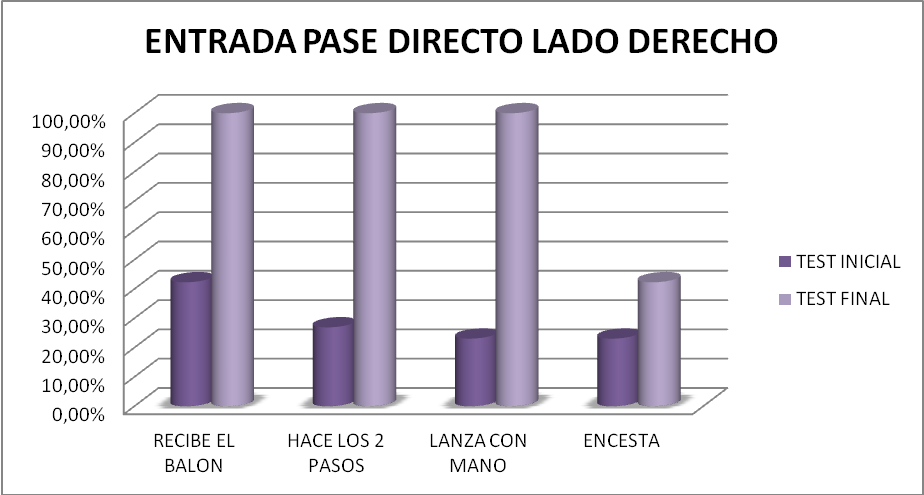 ENTRADA PASE DIRECTO LADO DERECHO
100,00%
90,00%
80,00%
70,00%
60,00%
50,00%
40,00%
30,00%
20,00%
10,00%
0,00%
RECIBE EL
BALON
HACE LOS 2
PASOS
LANZA CON
MANO
ENCESTA
TEST INICIAL
TEST FINAL